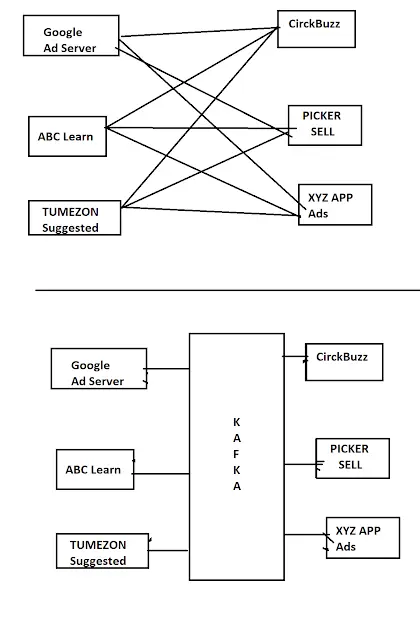 Google
Ad Server
CirckBuzz
ABC Learn
PICKER
SELL
TUMEZON
Suggested
XYZ APP
Ads
Google
Ad Server
CirckBuzz
K
A
F
K
A
ABC Learn
PICKER
SELL
TUMEZON
Suggested
XYZ APP
Ads